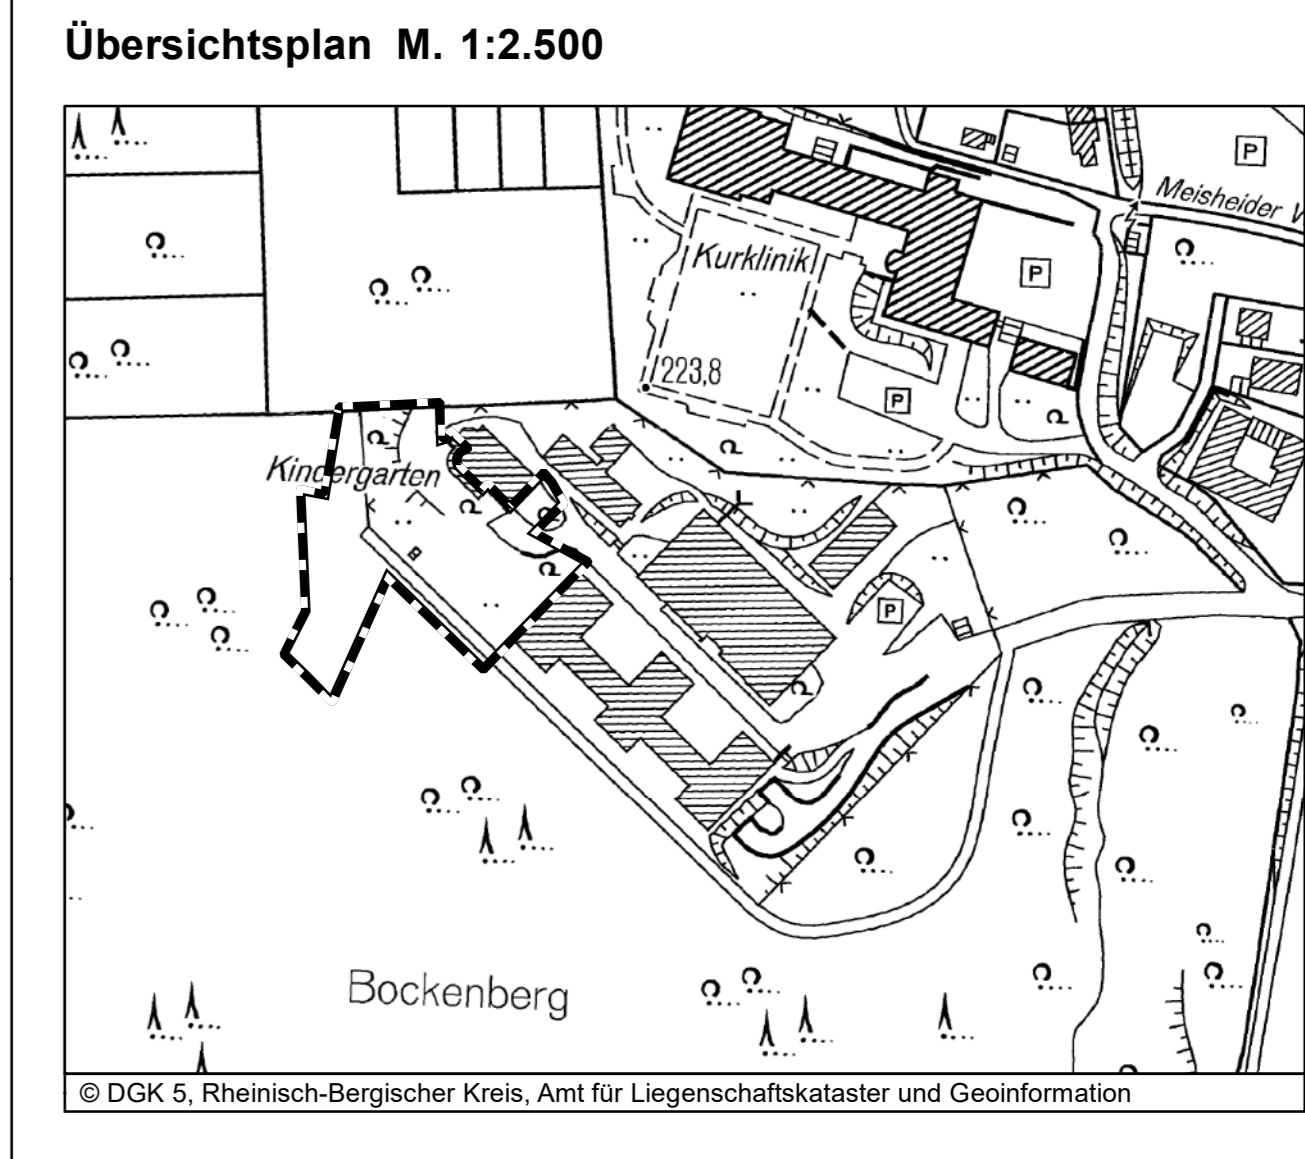 Übersichtsplan M. 1:2.500
P
Meisheider
Kurklinik
P
223,8
P
Kindergarten
P
Bockenberg
© DGK 5, Rheinisch-Bergischer Kreis, Amt für Liegenschaftskataster und Geoinformation